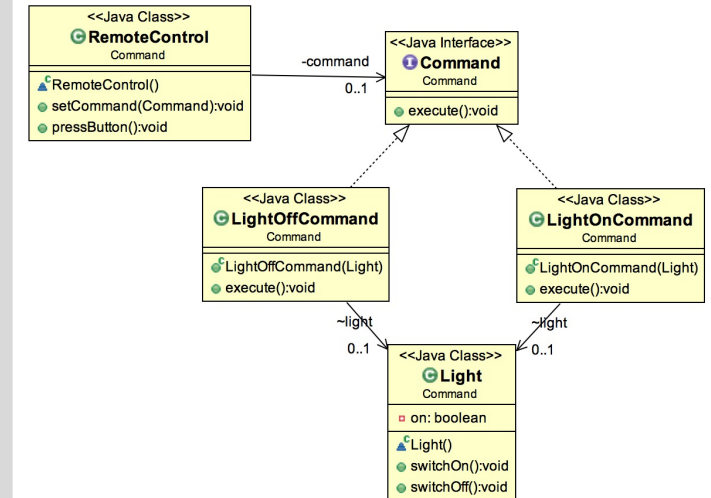 <<Java Class>>
RemoteControl
Command
RemoteControl()
setCommand(Command):void
pressButton():void
-command
0..1
<<Java Interface>>
Command
Command
execute():void
<<Java Class>>
LightOffCommand
Command
LightOffCommand(Light)
execute():void
<<Java Class>>
LightOnCommand
Command
LightOnCommand(Light)
execute():void
~light
0..1
~light
0..1
<<Java Class>>
Light
Command
on: boolean
Light()
switchOn():void
switchOff():void